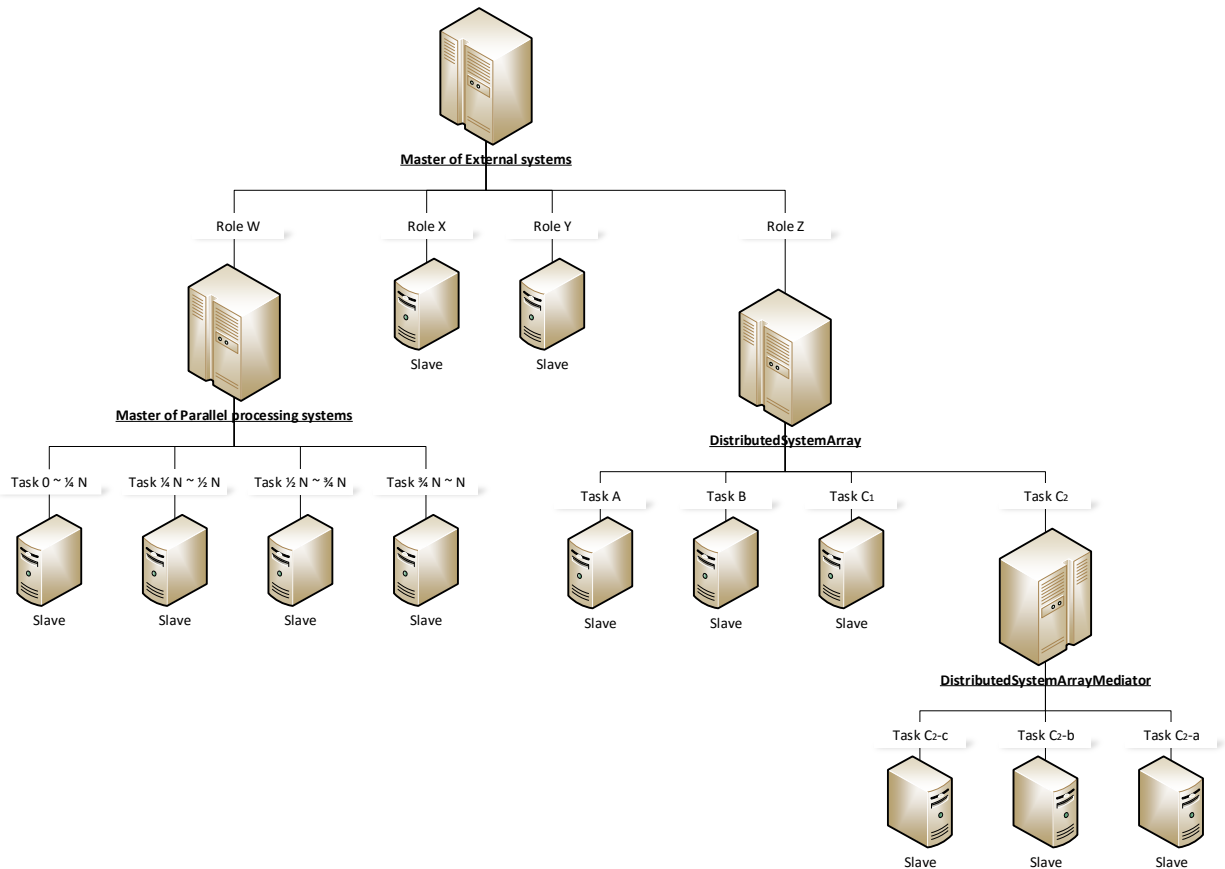 Master of External systems
Role W
Role X
Role Y
Role Z
Slave
Slave
Master of Parallel processing systems
DistributedSystemArray
Task 0 ~ ¼ N
Task ¼ N ~ ½ N
Task ½ N ~ ¾ N
Task ¾ N ~ N
Task A
Task B
Task C₁
Task C₂
Slave
Slave
Slave
Slave
Slave
Slave
Slave
DistributedSystemArrayMediator
Task C₂-c
Task C₂-b
Task C₂-a
Slave
Slave
Slave